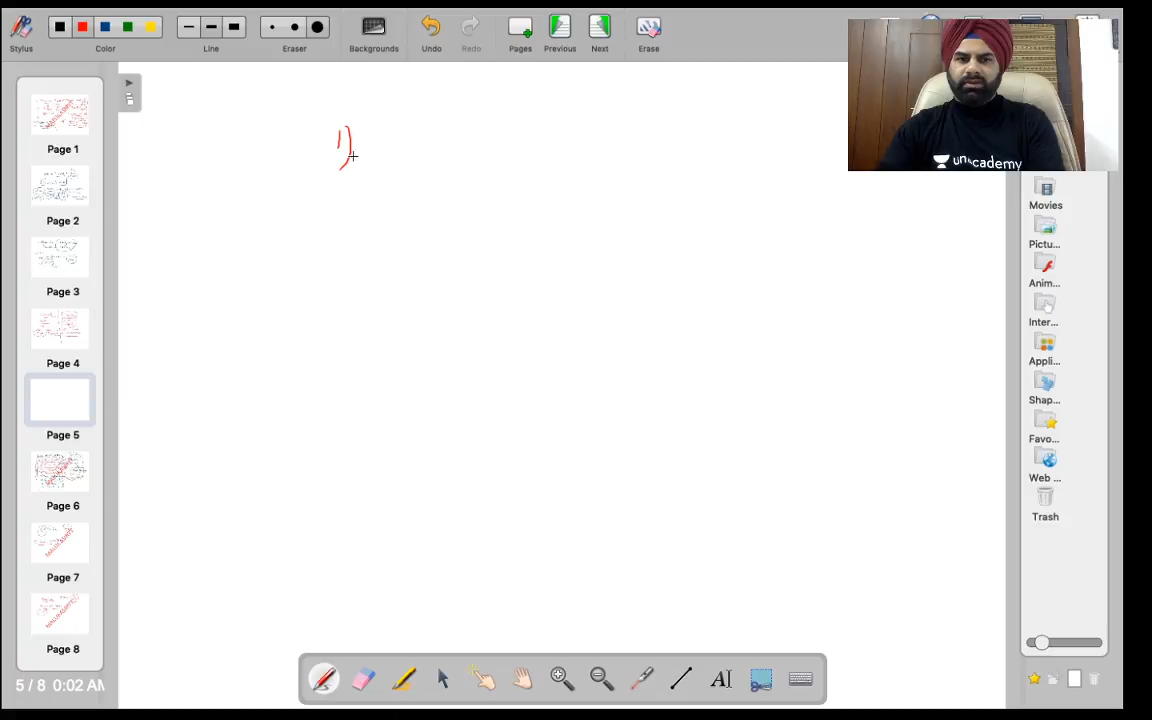 Stylus
Color
Line
Eraser
Backgrounds
Undo
Redo
Pages
Previous
Next
Erase
unacademy
Page 1
Page 2
Page 3
Page 4
Page 5
Page 6
Page 7
Page 8
5 / 8 0:02 AM
1)
Movies
Pictu...
Anim...
Inter...
Appli...
Shap...
Favo...
Web ...
Trash
A